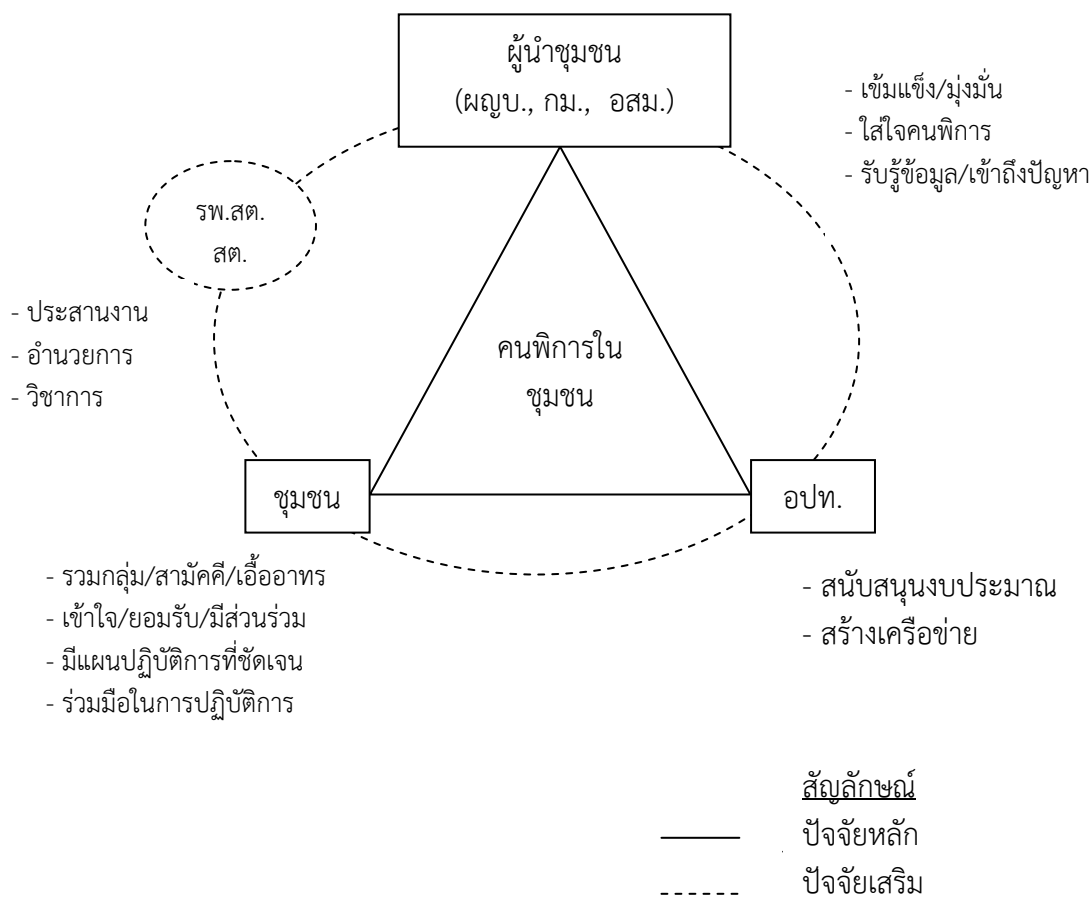 ผู้นำชุมชน
(ผญบ., กม., อสม.)
- เข้มแข็ง/มุ่งมั่น
- ใส่ใจคนพิการ
- รับรู้ข้อมูล/เข้าถึงปัญหา
รพ.สต.
สต.
- ประสานงาน
- อำนวยการ
- วิชาการ
คนพิการใน
ชุมชน
ชุมชน
อปท.
- รวมกลุ่ม/สามัคคี/เอื้ออาทร
- เข้าใจ/ยอมรับ/มีส่วนร่วม
- มีแผนปฏิบัติการที่ชัดเจน
- ร่วมมือในการปฏิบัติการ
- สนับสนุนงบประมาณ
- สร้างเครือข่าย
สัญลักษณ์
ปัจจัยหลัก
ปัจจัยเสริม